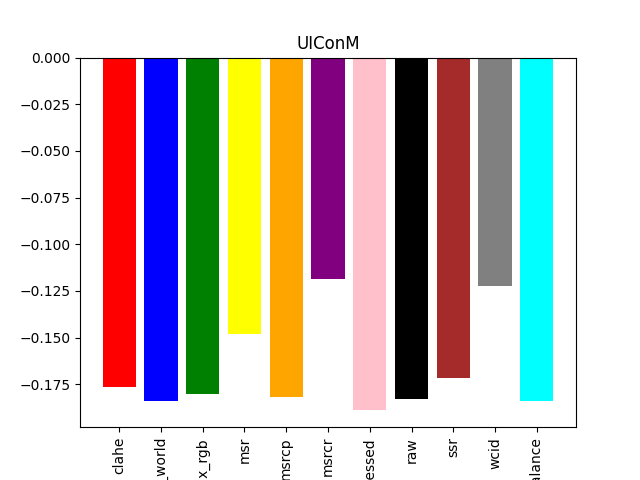 UIConM
0.000
−0.025
−0.050
−0.075
−0.100
−0.125
−0.150
−0.175
clahe
_world
x_rgb
msr
msrcp
msrcr
essed
raw
ssr
wcid
alance